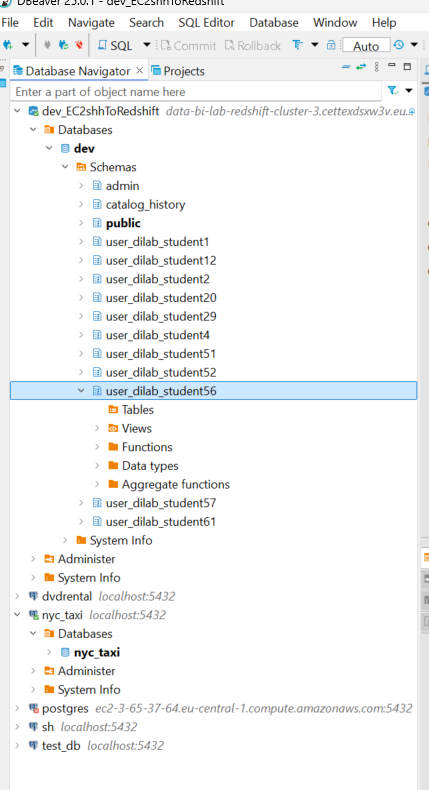 DBeaver 25.0.1 - dev_EC2shhToRedshift
File Edit Navigate Search SQL Editor Database Window Help
SQL Commit Rollback T Auto
Database Navigator × Projects
Enter a part of object name here
dev_EC2shhToRedshift data-bi-lab-redshift-cluster-3.cettexdsxw3v.eu...
Databases
dev
Schemas
admin
catalog_history
public
user_dilab_student1
user_dilab_student12
user_dilab_student2
user_dilab_student20
user_dilab_student29
user_dilab_student4
user_dilab_student51
user_dilab_student52
user_dilab_student56
Tables
Views
Functions
Data types
Aggregate functions
user_dilab_student57
user_dilab_student61
System Info
Administer
System Info
dvdrental localhost:5432
nyc_taxi localhost:5432
Databases
nyc_taxi
Administer
System Info
postgres ec2-3-65-37-64.eu-central-1.compute.amazonaws.com:5432
sh localhost:5432
test_db localhost:5432